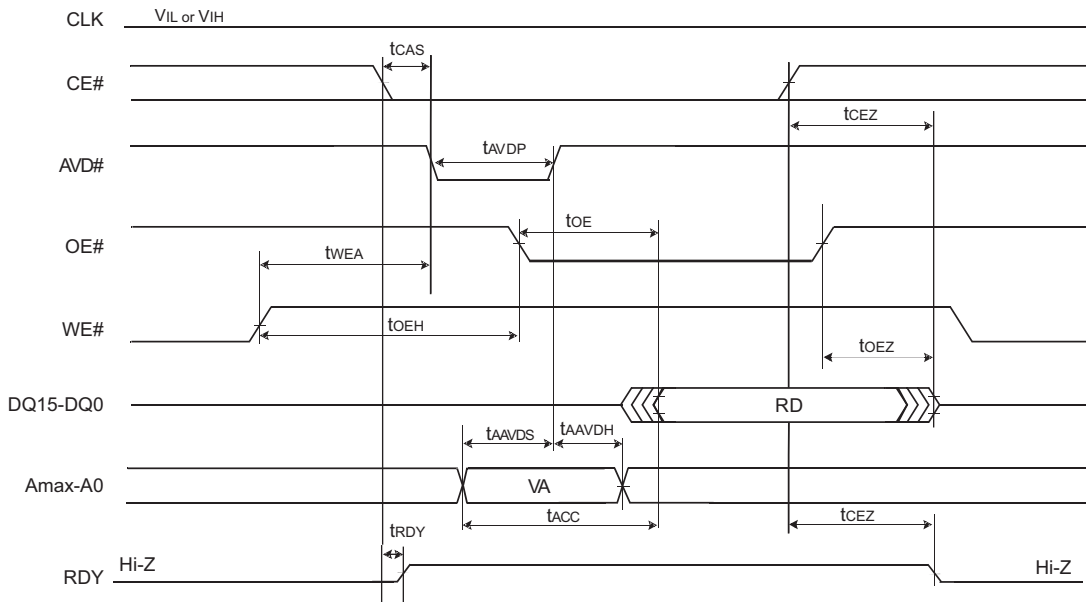 CLK
VIL or VIH
tCAS
CE#
tCEZ
AVD#
tAVDP
tOE
OE#
tWEA
WE#
tOEH
tOEZ
DQ15-DQ0
RD
tAAVDS
tAAVDH
Amax-A0
VA
tACC
tCEZ
tRDY
Hi-Z
RDY
Hi-Z